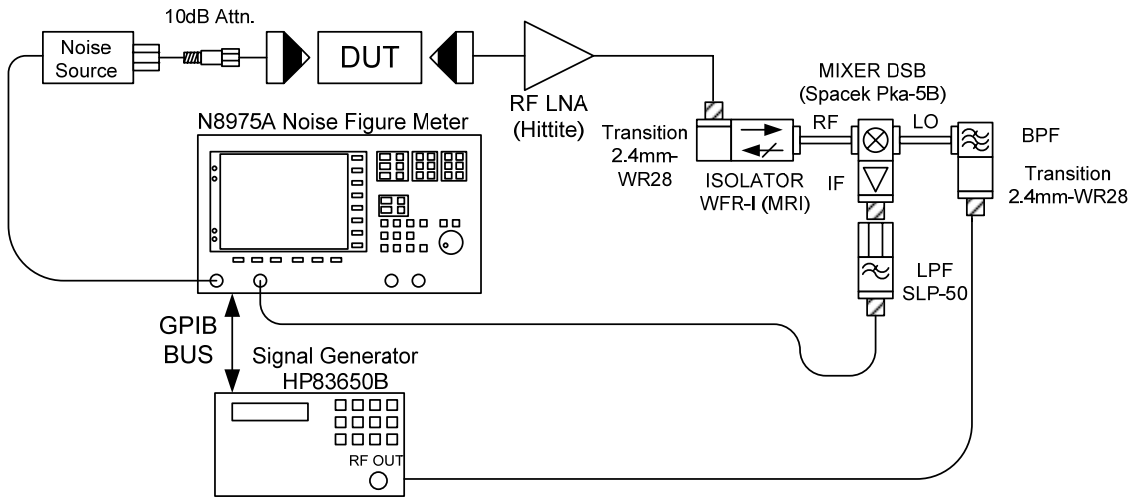 10dB Attn.
Noise
Source
DUT
RF LNA
(Hittite)
MIXER DSB
(Spacek Pka-5B)
RF
LO
BPF
Transition
2.4mm-
WR28
ISOLATOR
WFR-I (MRI)
IF
Transition
2.4mm-WR28
N8975A Noise Figure Meter
LPF
SLP-50
GPIB
BUS
Signal Generator
HP83650B
RF OUT